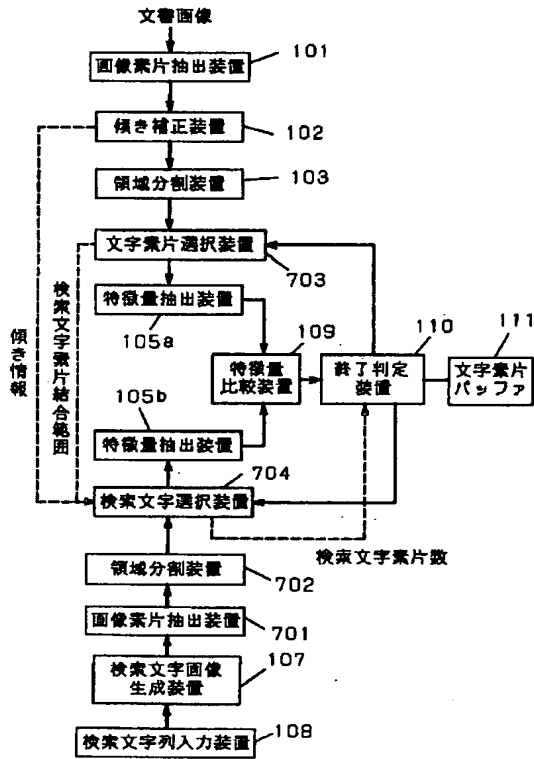 文書画像
101
画像素片抽出装置
102
傾き補正装置
103
領域分割装置
文字素片選択装置
703
特徴量抽出装置
105a
傾き情報
検索文字素片結合範囲
109
特徴量
比較装置
110
終了判定
装置
111
文字素片
バッファ
105b
特徴量抽出装置
704
検索文字選択装置
検索文字素片数
領域分割装置
702
画像素片抽出装置
701
検索文字画像
生成装置
107
検索文字列入力装置
108